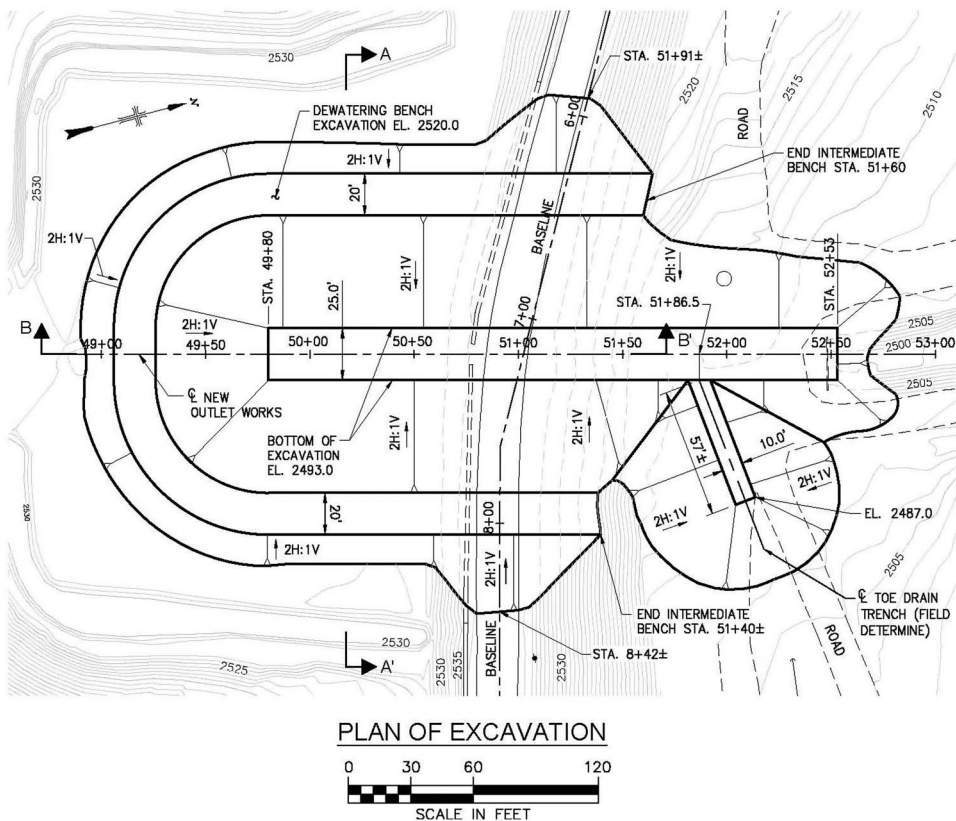 2530
A
STA. 51+91±
6+00
2520
2515
2510
ROAD
N
DEWATERING BENCH
EXCAVATION EL. 2520.0
2530
2H:1V
END INTERMEDIATE
BENCH STA. 51+60
20'
BASELINE
2H:1V
STA. 49+80
2H:1V
2H:1V
STA. 52+53
25.0'
STA. 51+86.5
B
2H:1V
7+00
B'
2505
2500
2505
49+00
49+50
50+00
50+50
51+00
51+50
52+00
52+50
53+00
℄ NEW
OUTLET WORKS
2H:1V
2H:1V
BOTTOM OF
EXCAVATION
EL. 2493.0
57'±
10.0'
2H:1V
2H:1V
20'
8+00
EL. 2487.0
2530
2H:1V
2H:1V
2505
℄ TOE DRAIN
TRENCH (FIELD
DETERMINE)
END INTERMEDIATE
BENCH STA. 51+40±
ROAD
2530
2525
A'
2530
2535
BASELINE
2530
STA. 8+42±
PLAN OF EXCAVATION
0 30 60 120
SCALE IN FEET